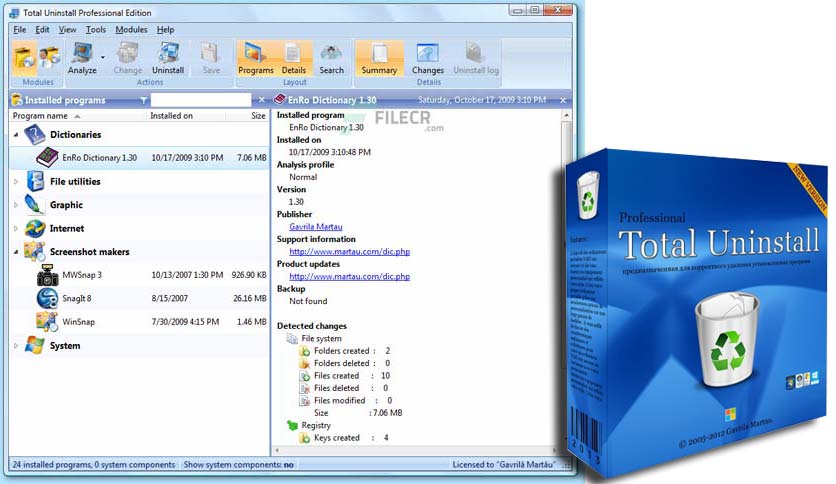 Total Uninstall Professional Edition
File Edit View Tools Modules Help
Analyze Change Uninstall Save Programs Details Search Summary Changes Uninstall log
Modules Actions Layout Details
Installed programs
Program name Installed on Size
Dictionaries
EnRo Dictionary 1.30 10/17/2009 3:10 PM 7.06 MB
File utilities
Graphic
Internet
Screenshot makers
MWSnap 3 10/13/2007 1:30 PM 926.90 KB
SnagIt 8 8/15/2007 26.16 MB
WinSnap 7/30/2009 4:15 PM 1.46 MB
System
EnRo Dictionary 1.30 Saturday, October 17, 2009 3:10 PM
Installed program
EnRo Dictionary 1.30
FILECR
.com
Installed on
10/17/2009 3:10:48 PM
Analysis profile
Normal
Version
1.30
Publisher
Gavrila Martau
Support information
http://www.martau.com/dic.php
Product updates
http://www.martau.com/dic.php
Backup
Not found
Detected changes
File system
Folders created : 2
Folders deleted : 0
Files created : 10
Files deleted : 0
Files modified : 0
Size : 7.06 MB
Registry
Keys created : 4
24 installed programs, 0 system components Show system components: no Licensed to "Gavrilă Martău"
NEW VERSION
Professional
Total Uninstall
предназначенная для корректного удаления установленных программ
© 2005-2012 Gavrila Martau.
2013